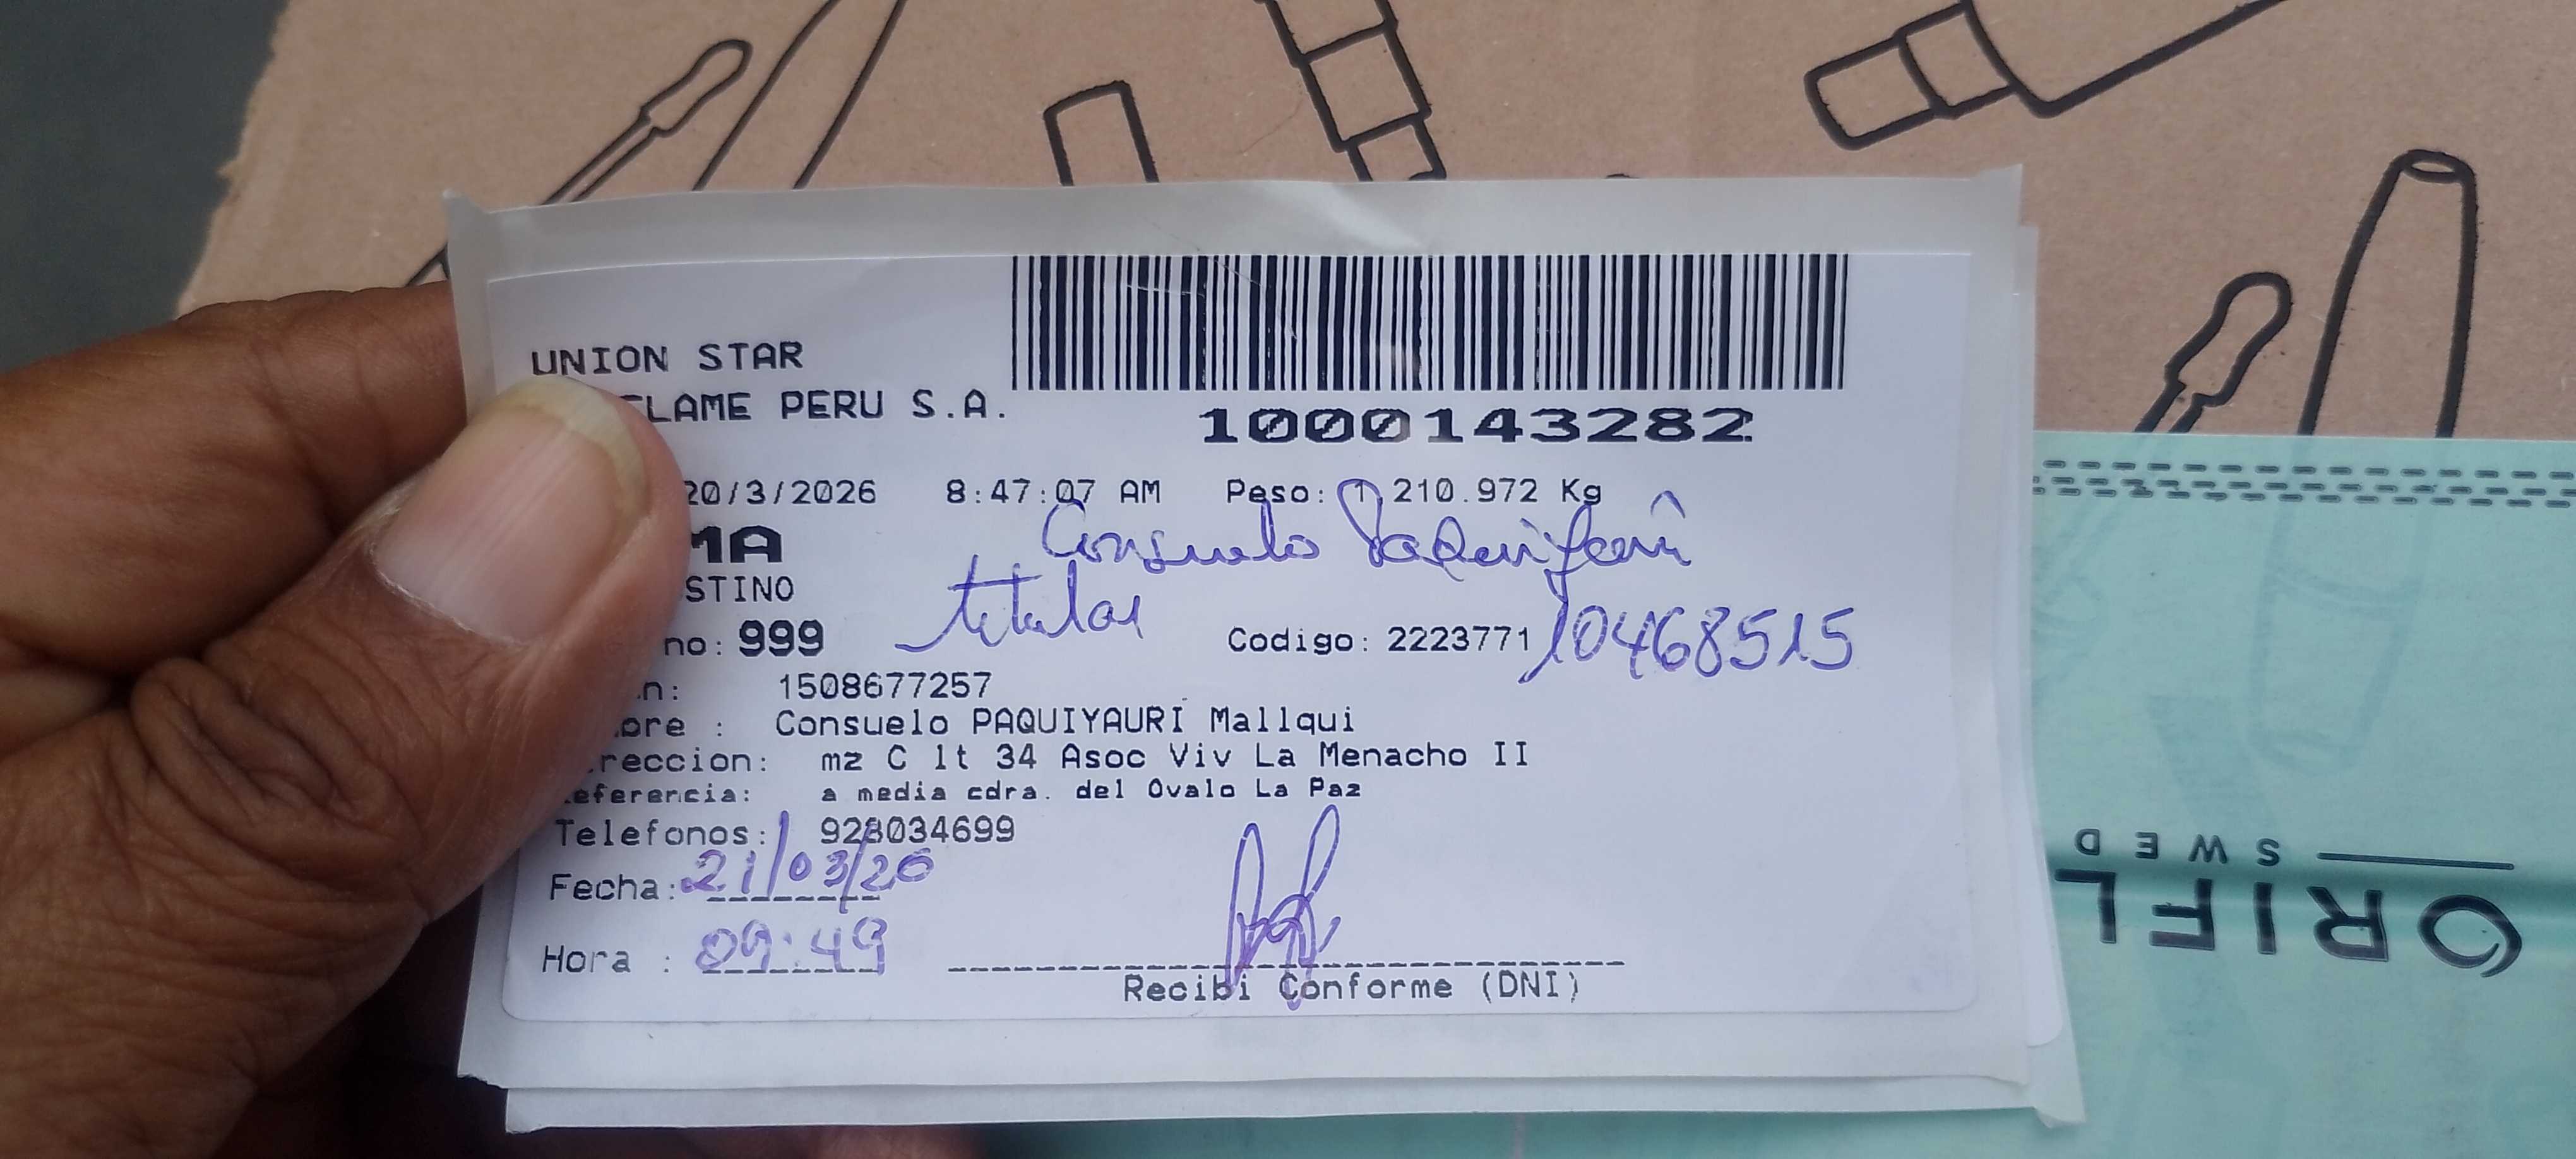 UNION STAR
FLAME PERU S.A.
1000143282
20/3/2026 8:47:07 AM Peso: 1,210.972 Kg
MA
Consuelo Paquiyauri
STINO
titular
no: 999
Codigo: 2223771
10468515
n: 1508677257
bre : Consuelo PAQUIYAURI Mallqui
reccion: mz C lt 34 Asoc Viv La Menacho II
eferencia: a media cdra. del Ovalo La Paz
Telefonos: 928034699
Fecha: 21/03/26
Hora : 09:49
Recibi Conforme (DNI)
ORIFL
SWED